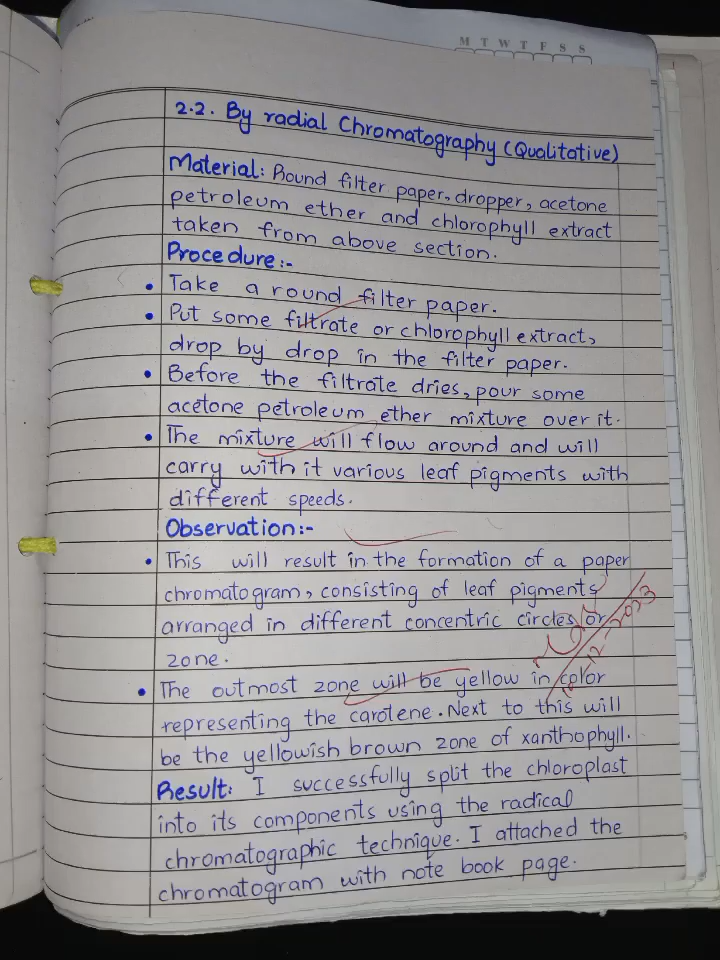 M T W T F S S
2.2. By radial Chromatography (Qualitative)
Material: Round filter paper, dropper, acetone
petroleum ether and chlorophyll extract
taken from above section.
Procedure:-
• Take a round filter paper.
• Put some filtrate or chlorophyll extract,
drop by drop in the filter paper.
• Before the filtrate dries, pour some
acetone petroleum ether mixture over it.
• The mixture will flow around and will
carry with it various leaf pigments with
different speeds.
Observation:-
• This will result in the formation of a paper
chromatogram, consisting of leaf pigments
arranged in different concentric circles or
zone.
12-2023
• The outmost zone will be yellow in color
representing the carotene. Next to this will
be the yellowish brown zone of xanthophyll.
Result: I successfully split the chloroplast
into its components using the radical
chromatographic technique. I attached the
chromatogram with note book page.